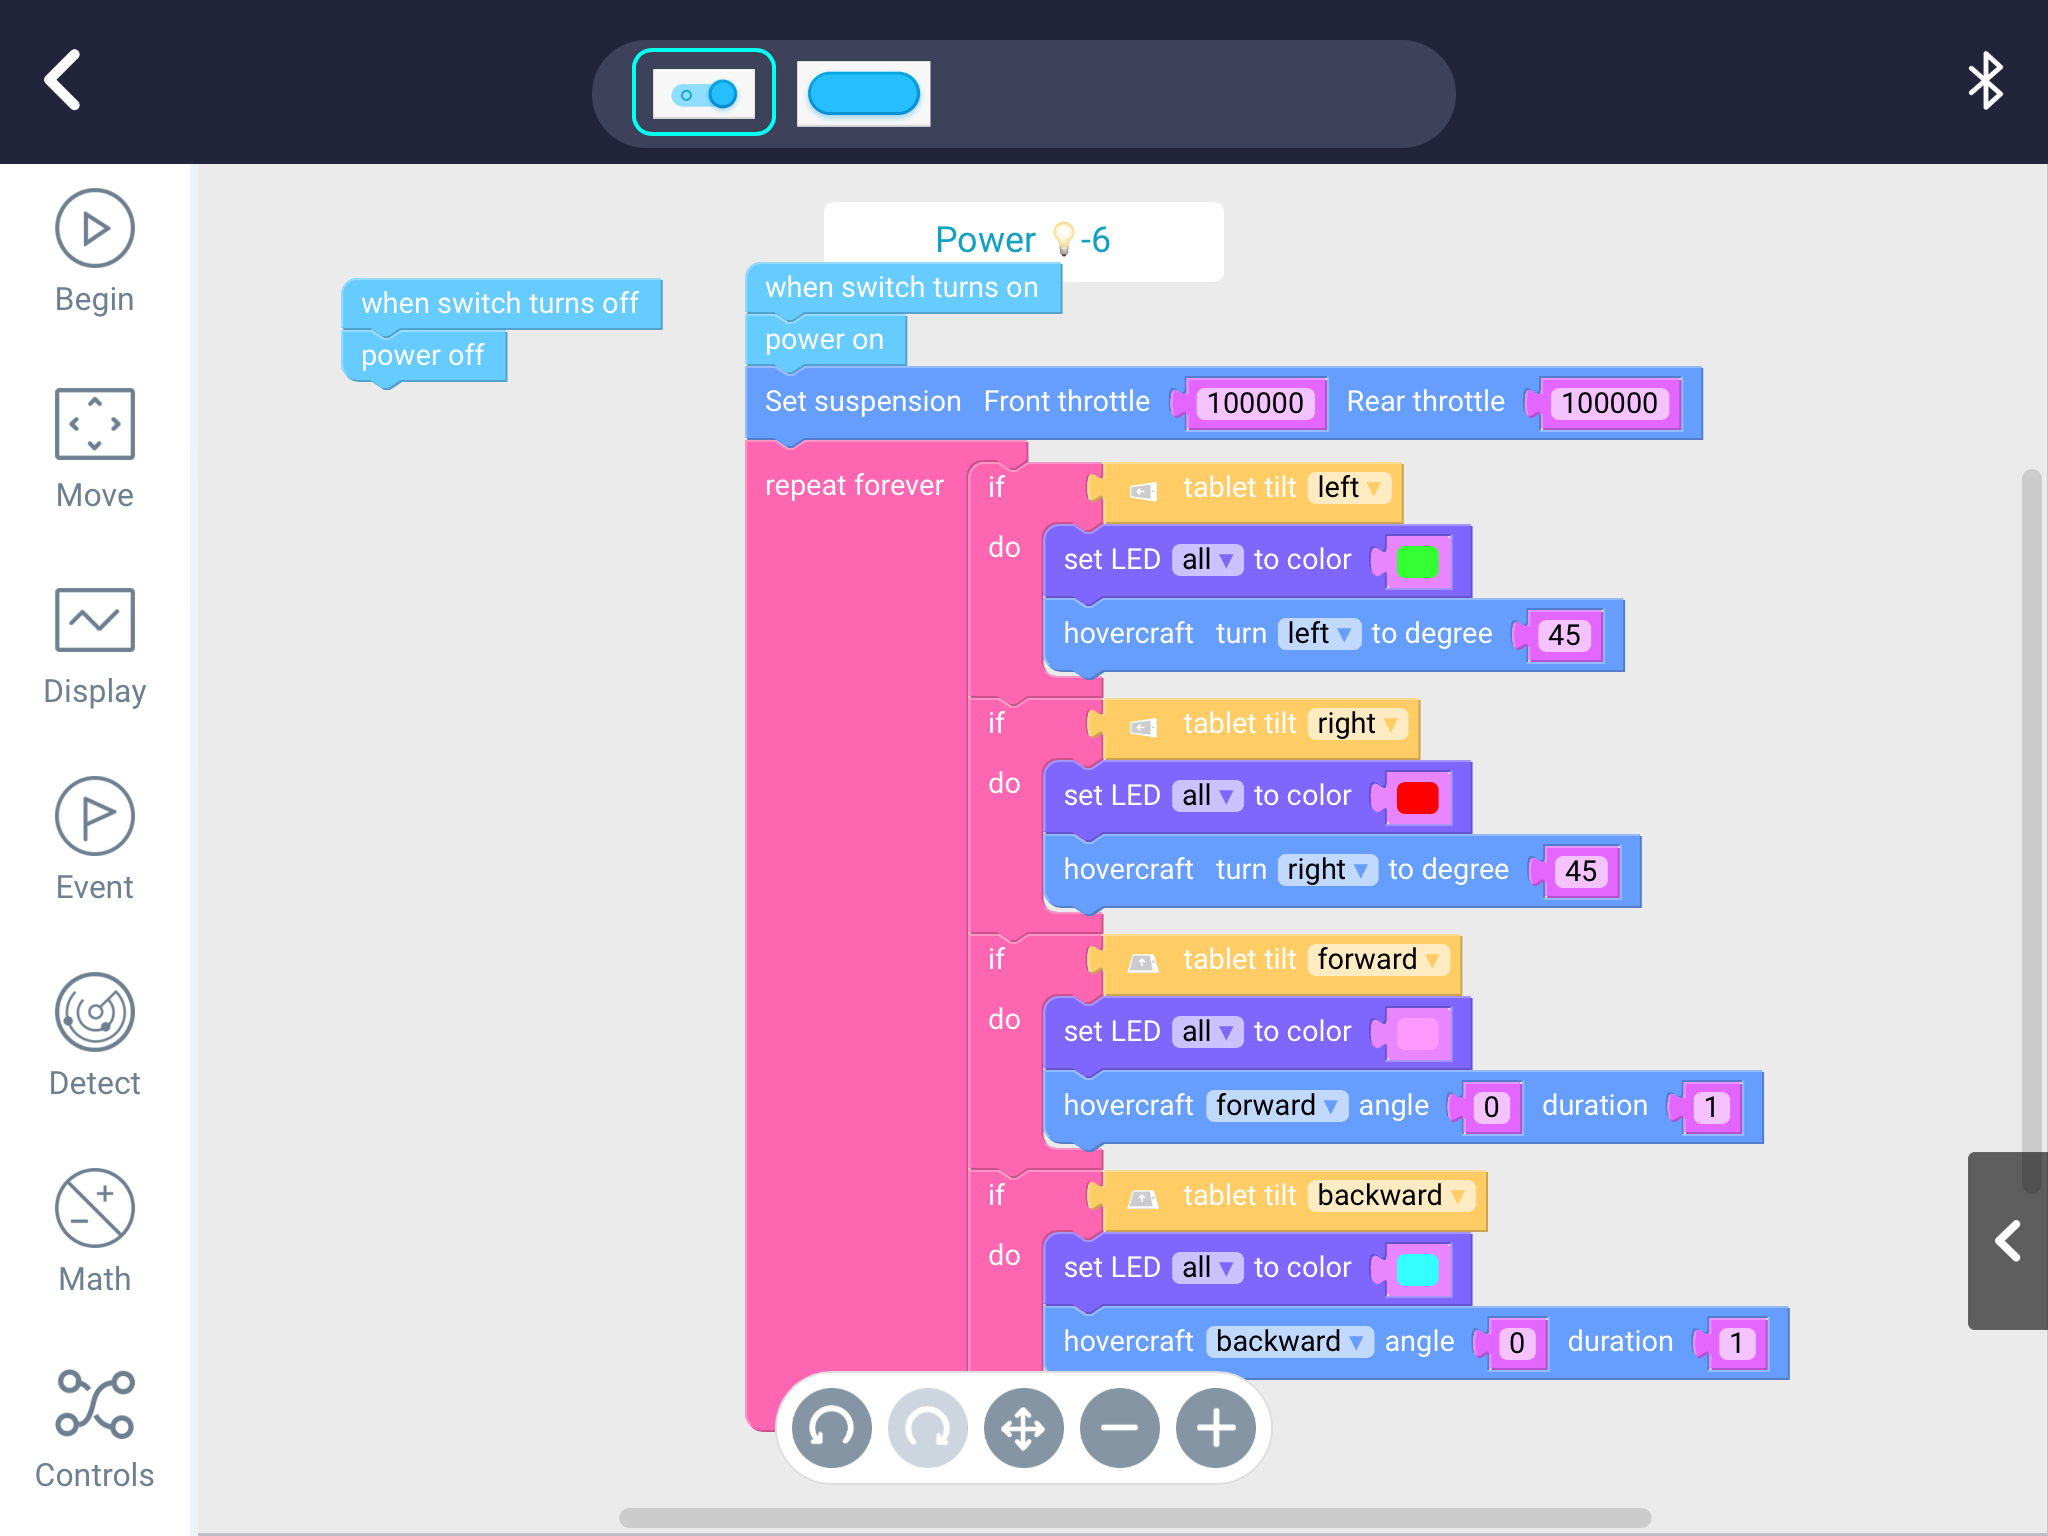 Power 💡-6
Begin
Move
Display
Event
Detect
Math
Controls
when switch turns off
power off
when switch turns on
power on
Set suspension Front throttle 100000 Rear throttle 100000
repeat forever
if tablet tilt left
do set LED all to color
hovercraft turn left to degree 45
if tablet tilt right
do set LED all to color
hovercraft turn right to degree 45
if tablet tilt forward
do set LED all to color
hovercraft forward angle 0 duration 1
if tablet tilt backward
do set LED all to color
hovercraft backward angle 0 duration 1